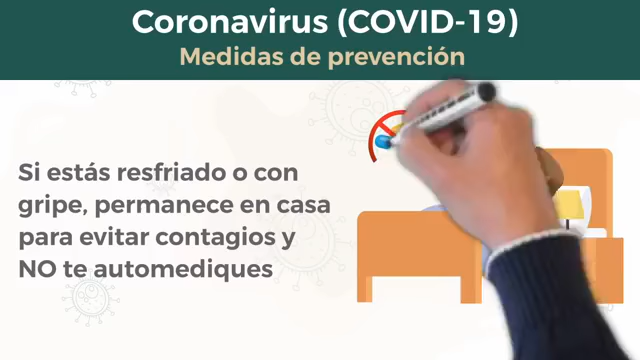 Coronavirus (COVID-19)
Medidas de prevención
Si estás resfriado o con
gripe, permanece en casa
para evitar contagios y
NO te automediques